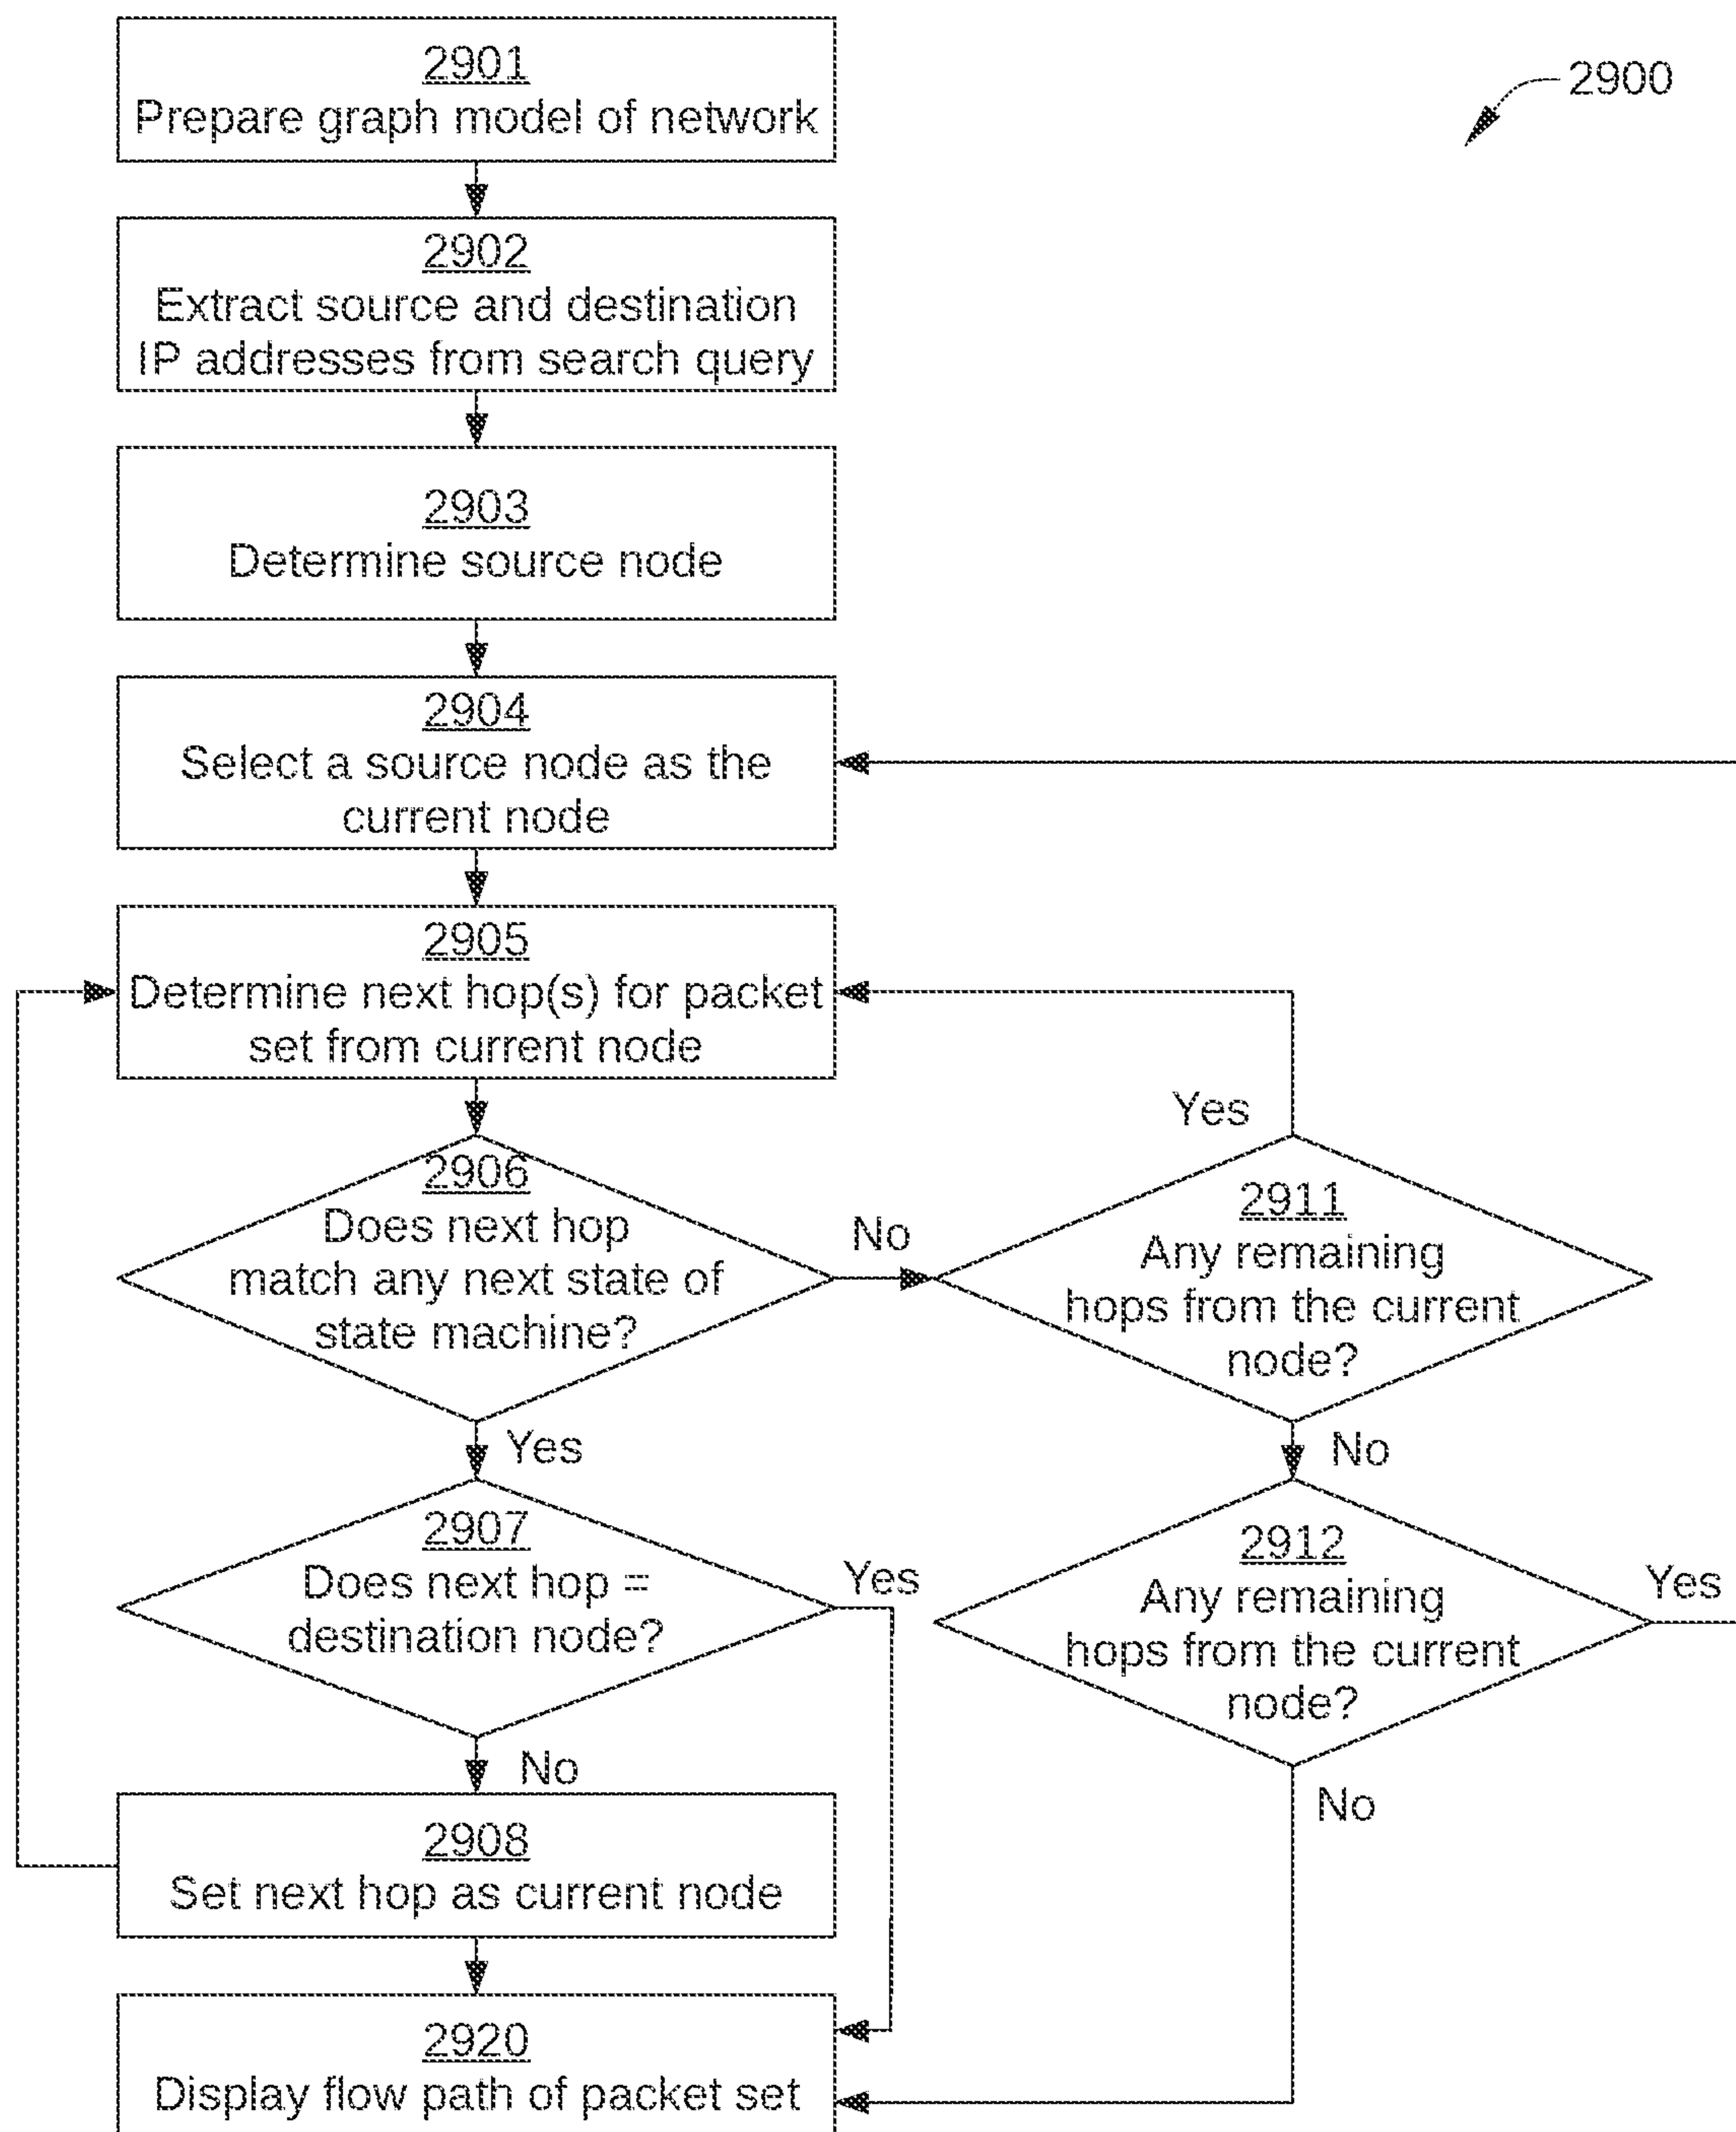 2900
2901
Prepare graph model of network
2902
Extract source and destination
IP addresses from search query
2903
Determine source node
2904
Select a source node as the
current node
2905
Determine next hop(s) for packet
set from current node
2906
Does next hop
match any next state of
state machine?
No
Yes
2911
Any remaining
hops from the current
node?
Yes
No
2907
Does next hop =
destination node?
Yes
No
2912
Any remaining
hops from the current
node?
Yes
No
2908
Set next hop as current node
2920
Display flow path of packet set